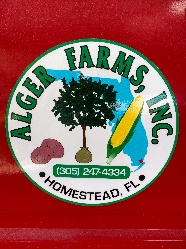 ALGER FARMS, INC.
(305) 247-4334
• HOMESTEAD, FL •